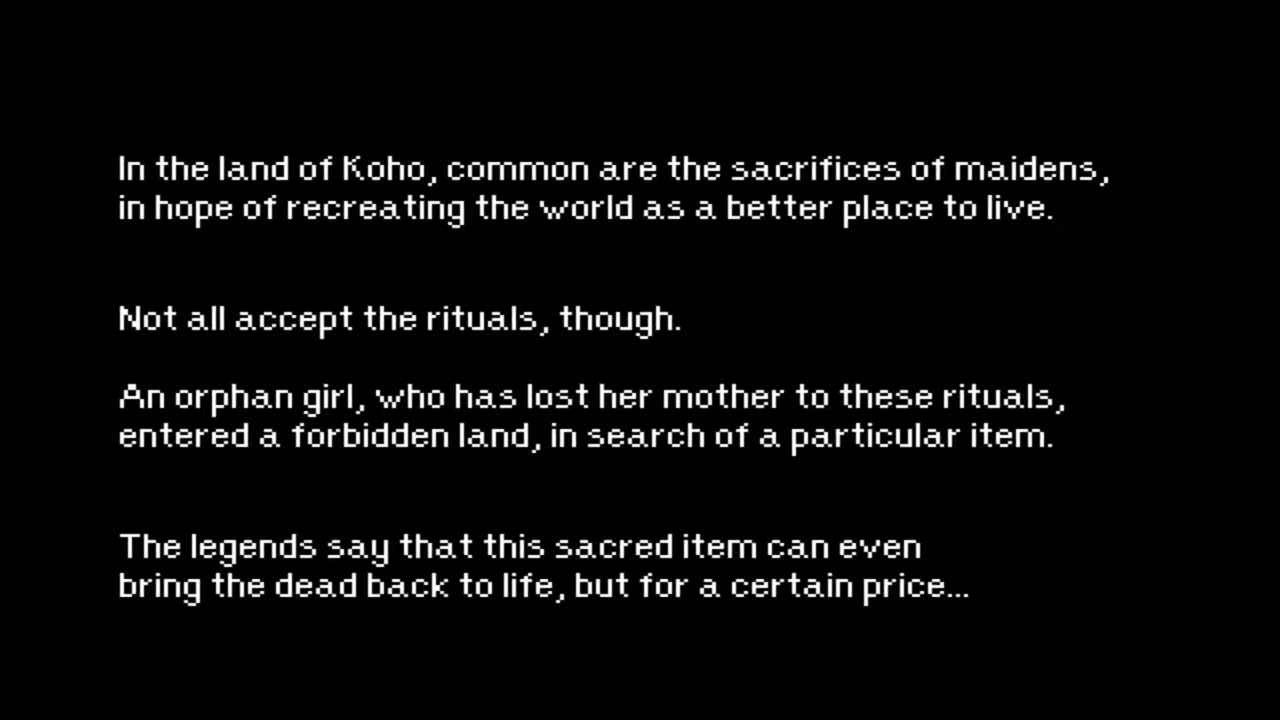 In the land of Koho, common are the sacrifices of maidens,
in hope of recreating the world as a better place to live.
Not all accept the rituals, though.
An orphan girl, who has lost her mother to these rituals,
entered a forbidden land, in search of a particular item.
The legends say that this sacred item can even
bring the dead back to life, but for a certain price...